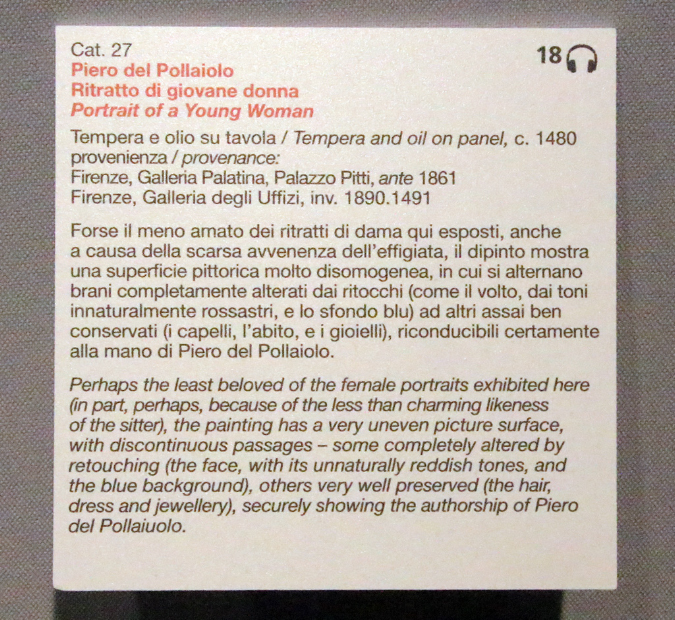 Cat. 27
18
Piero del Pollaiolo
Ritratto di giovane donna
Portrait of a Young Woman
Tempera e olio su tavola / Tempera and oil on panel, c. 1480
provenienza / provenance:
Firenze, Galleria Palatina, Palazzo Pitti, ante 1861
Firenze, Galleria degli Uffizi, inv. 1890.1491
Forse il meno amato dei ritratti di dama qui esposti, anche
a causa della scarsa avvenenza dell'effigiata, il dipinto mostra
una superficie pittorica molto disomogenea, in cui si alternano
brani completamente alterati dai ritocchi (come il volto, dai toni
innaturalmente rossastri, e lo sfondo blu) ad altri assai ben
conservati (i capelli, l'abito, e i gioielli), riconducibili certamente
alla mano di Piero del Pollaiolo.
Perhaps the least beloved of the female portraits exhibited here
(in part, perhaps, because of the less than charming likeness
of the sitter), the painting has a very uneven picture surface,
with discontinuous passages – some completely altered by
retouching (the face, with its unnaturally reddish tones, and
the blue background), others very well preserved (the hair,
dress and jewellery), securely showing the authorship of Piero
del Pollaiuolo.